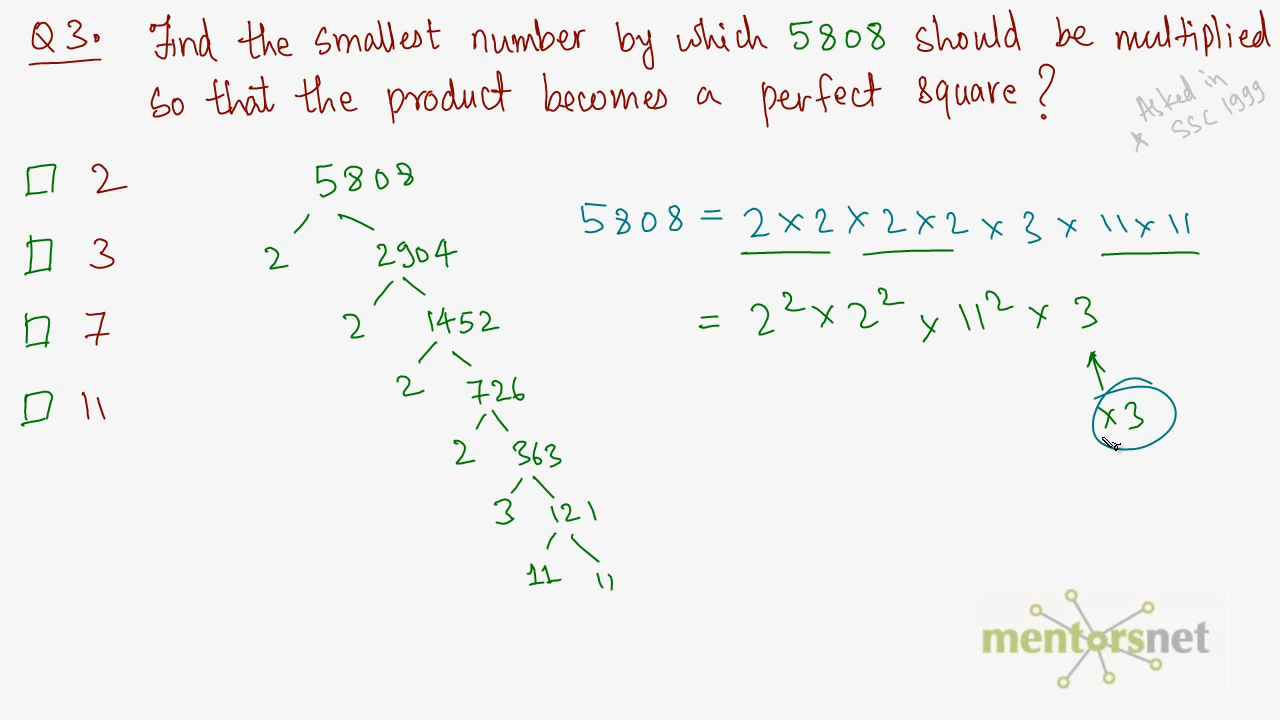 Q 3. Find the smallest number by which 5808 should be multiplied
so that the product becomes a perfect square?
* Asked in
SSC 1999
2
3
7
11
5808
2 2904
2 1452
2 726
2 363
3 121
11 11
5808 = 2 × 2 × 2 × 2 × 3 × 11 × 11
= 2² × 2² × 11² × 3
× 3
mentorsnet